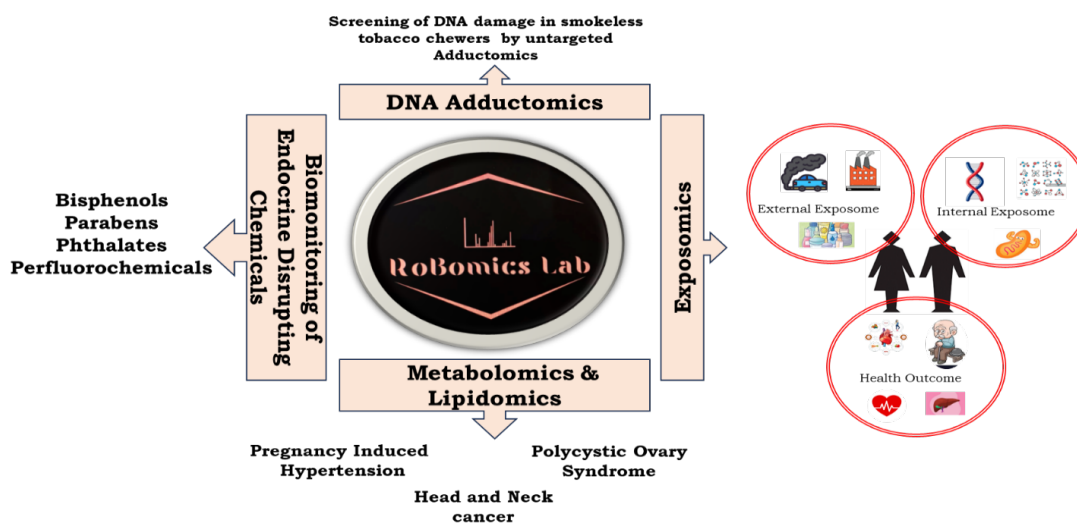 Screening of DNA damage in smokeless
tobacco chewers by untargeted
Adductomics
DNA Adductomics
Biomonitoring of
Endocrine Disrupting
Chemicals
Bisphenols
Parabens
Phthalates
Perfluorochemicals
RoBomics Lab
Exposomics
External Exposome
Internal Exposome
Health Outcome
Metabolomics &
Lipidomics
Pregnancy Induced
Hypertension
Polycystic Ovary
Syndrome
Head and Neck
cancer